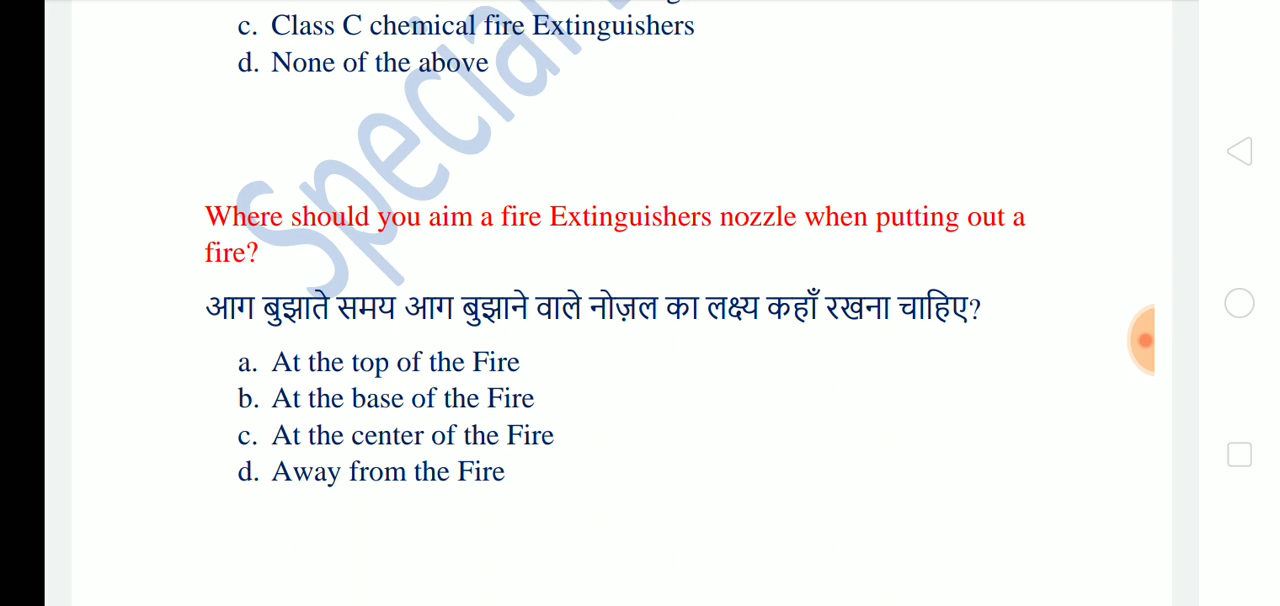 c. Class C chemical fire Extinguishers
d. None of the above
Special
Where should you aim a fire Extinguishers nozzle when putting out a
fire?
आग बुझाते समय आग बुझाने वाले नोज़ल का लक्ष्य कहाँ रखना चाहिए?
a. At the top of the Fire
b. At the base of the Fire
c. At the center of the Fire
d. Away from the Fire